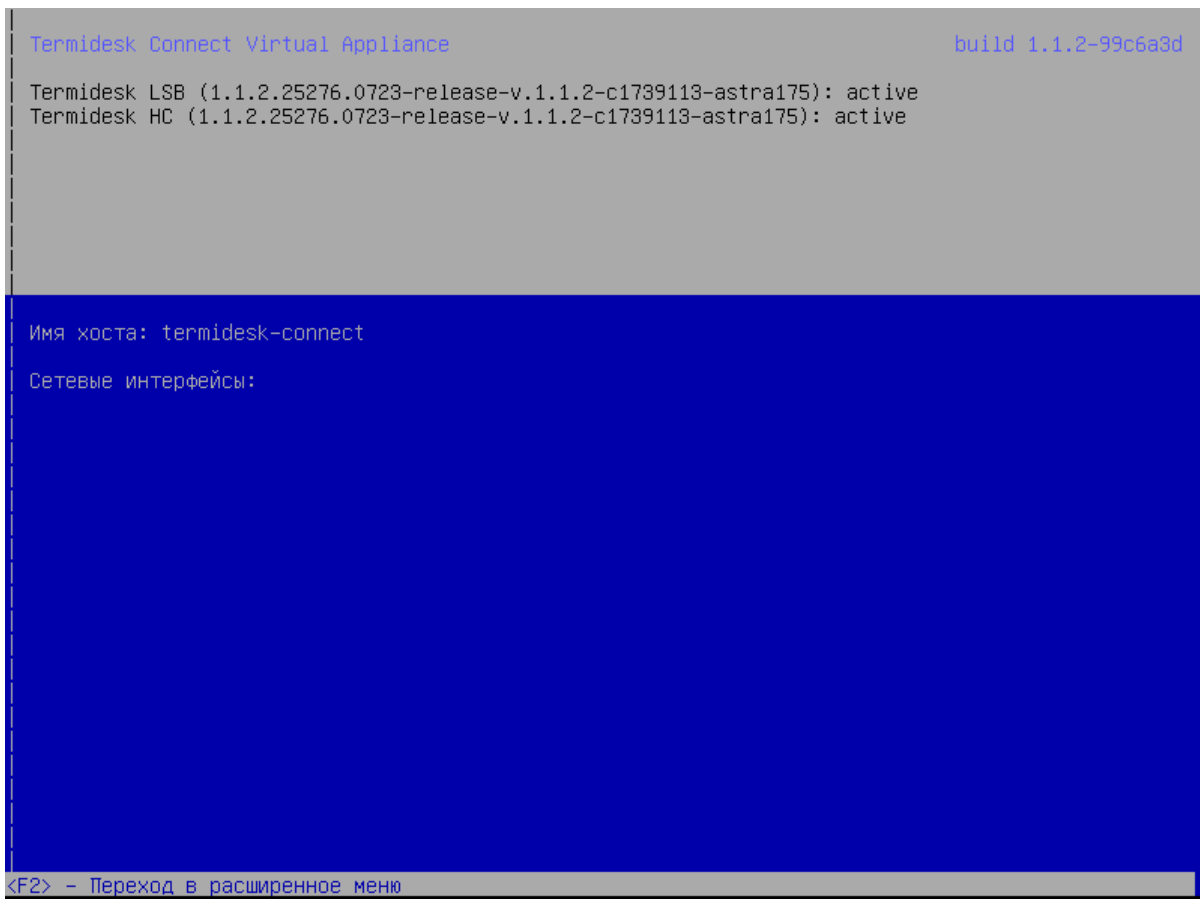 Termidesk Connect Virtual Appliance build 1.1.2-99c6a3d
Termidesk LSB (1.1.2.25276.0723-release-v.1.1.2-c1739113-astra175): active
Termidesk HC (1.1.2.25276.0723-release-v.1.1.2-c1739113-astra175): active
Имя хоста: termidesk-connect
Сетевые интерфейсы:
<F2> - Переход в расширенное меню